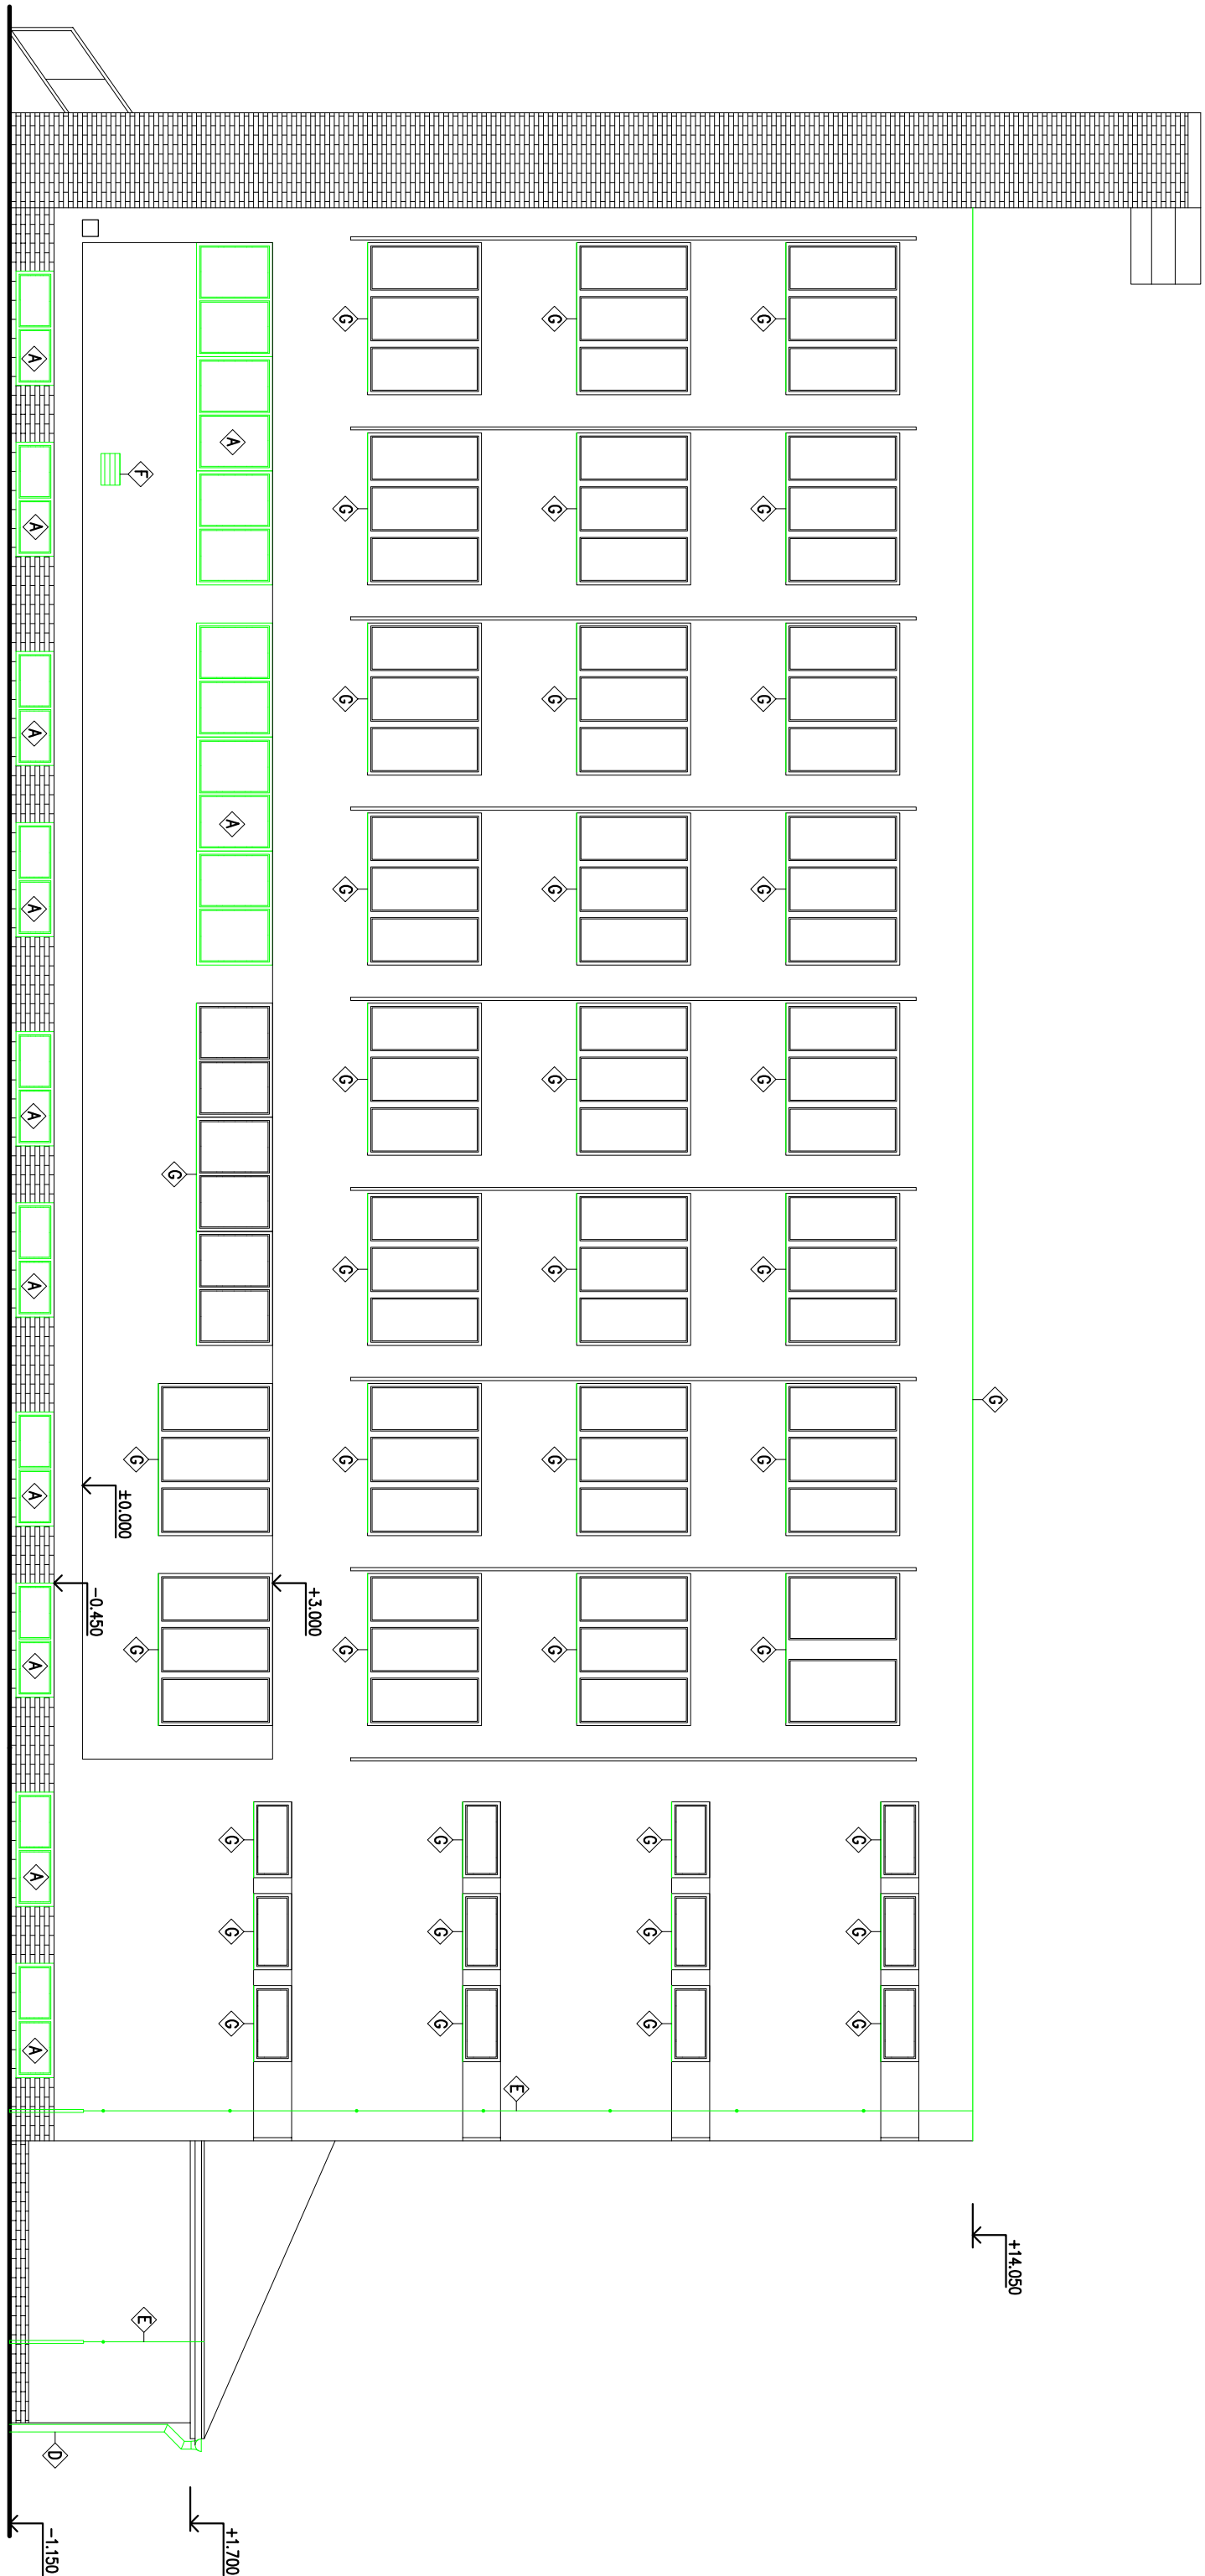 G
+14.050
G G G
G G G G G G G G
G G G
G G G G G G G G
E
G G G
G G G G G G G G
+3.000
A A G G G
+1.700
G
F G G E
±0.000
-0.450
D
-1.150
A A A A A A A A A A